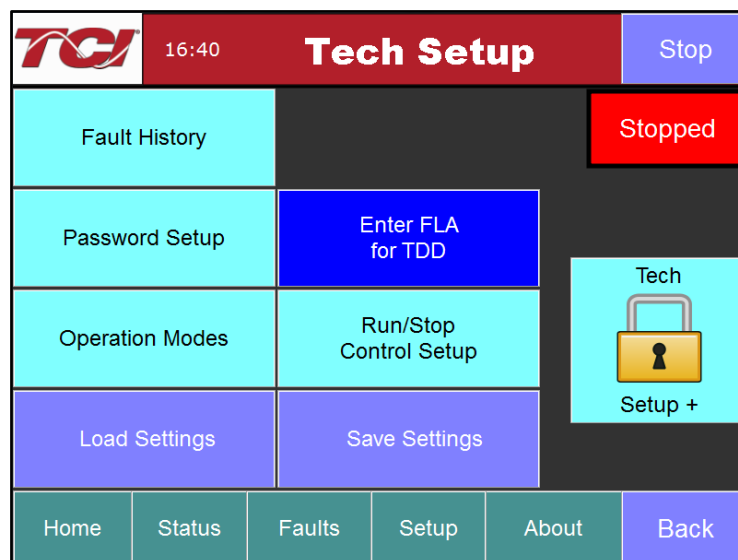 TCI
16:40
Tech Setup
Stop
Fault History
Stopped
Password Setup
Enter FLA
for TDD
Operation Modes
Run/Stop
Control Setup
Tech
Setup +
Load Settings
Save Settings
Home
Status
Faults
Setup
About
Back